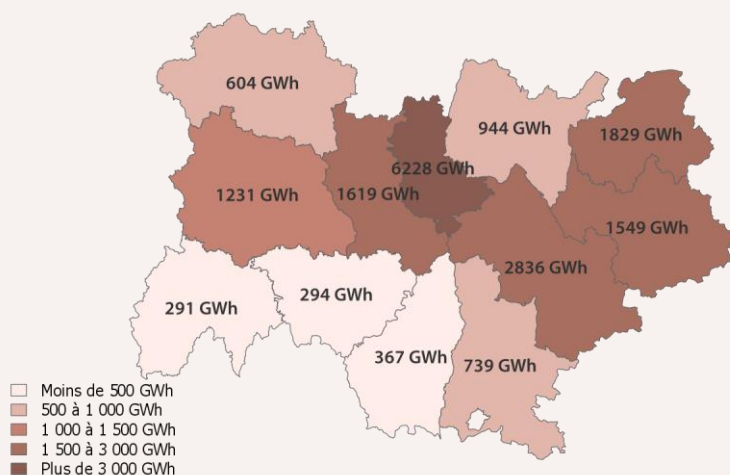 604 GWh
944 GWh
1829 GWh
6228 GWh
1231 GWh
1619 GWh
1549 GWh
2836 GWh
291 GWh
294 GWh
367 GWh
739 GWh
Moins de 500 GWh
500 à 1 000 GWh
1 000 à 1 500 GWh
1 500 à 3 000 GWh
Plus de 3 000 GWh